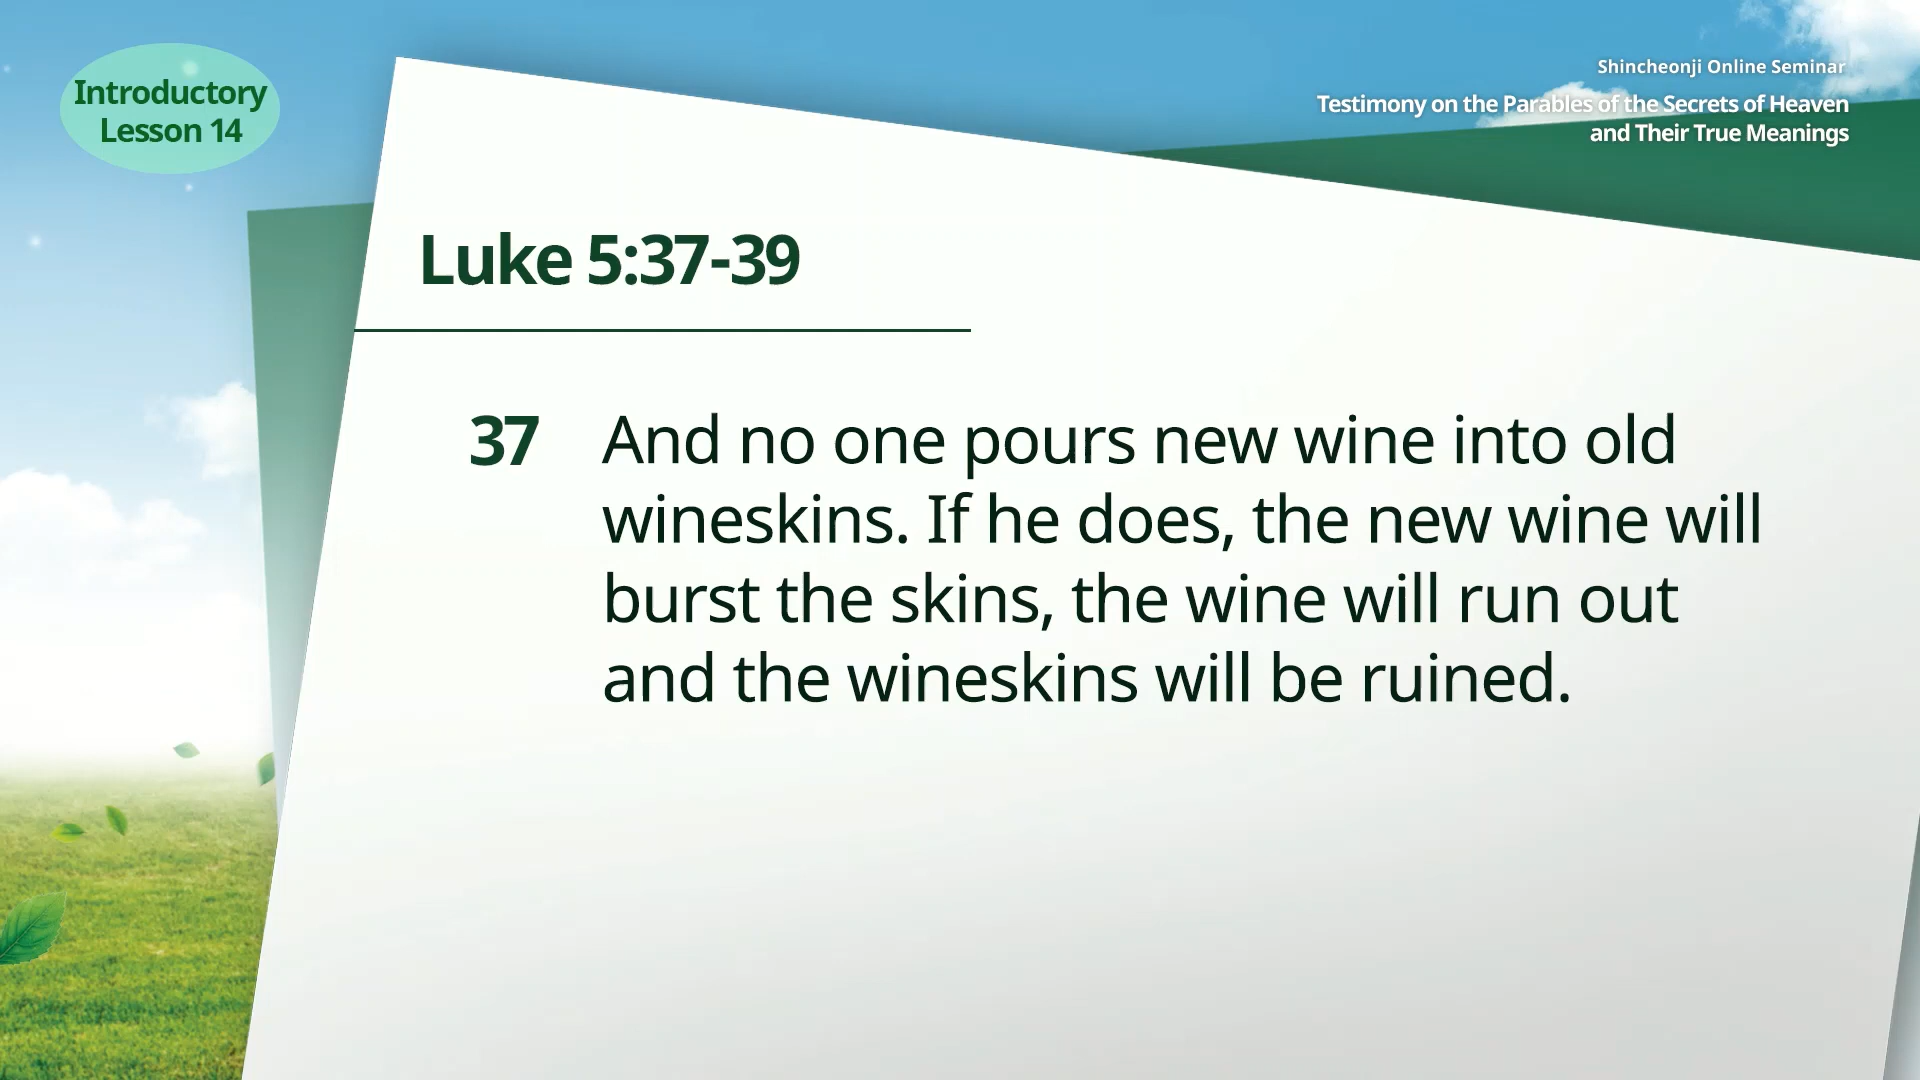 Introductory
Lesson 14
Shincheonji Online Seminar
Testimony on the Parables of the Secrets of Heaven
and Their True Meanings
Luke 5:37-39
37 And no one pours new wine into old
wineskins. If he does, the new wine will
burst the skins, the wine will run out
and the wineskins will be ruined.